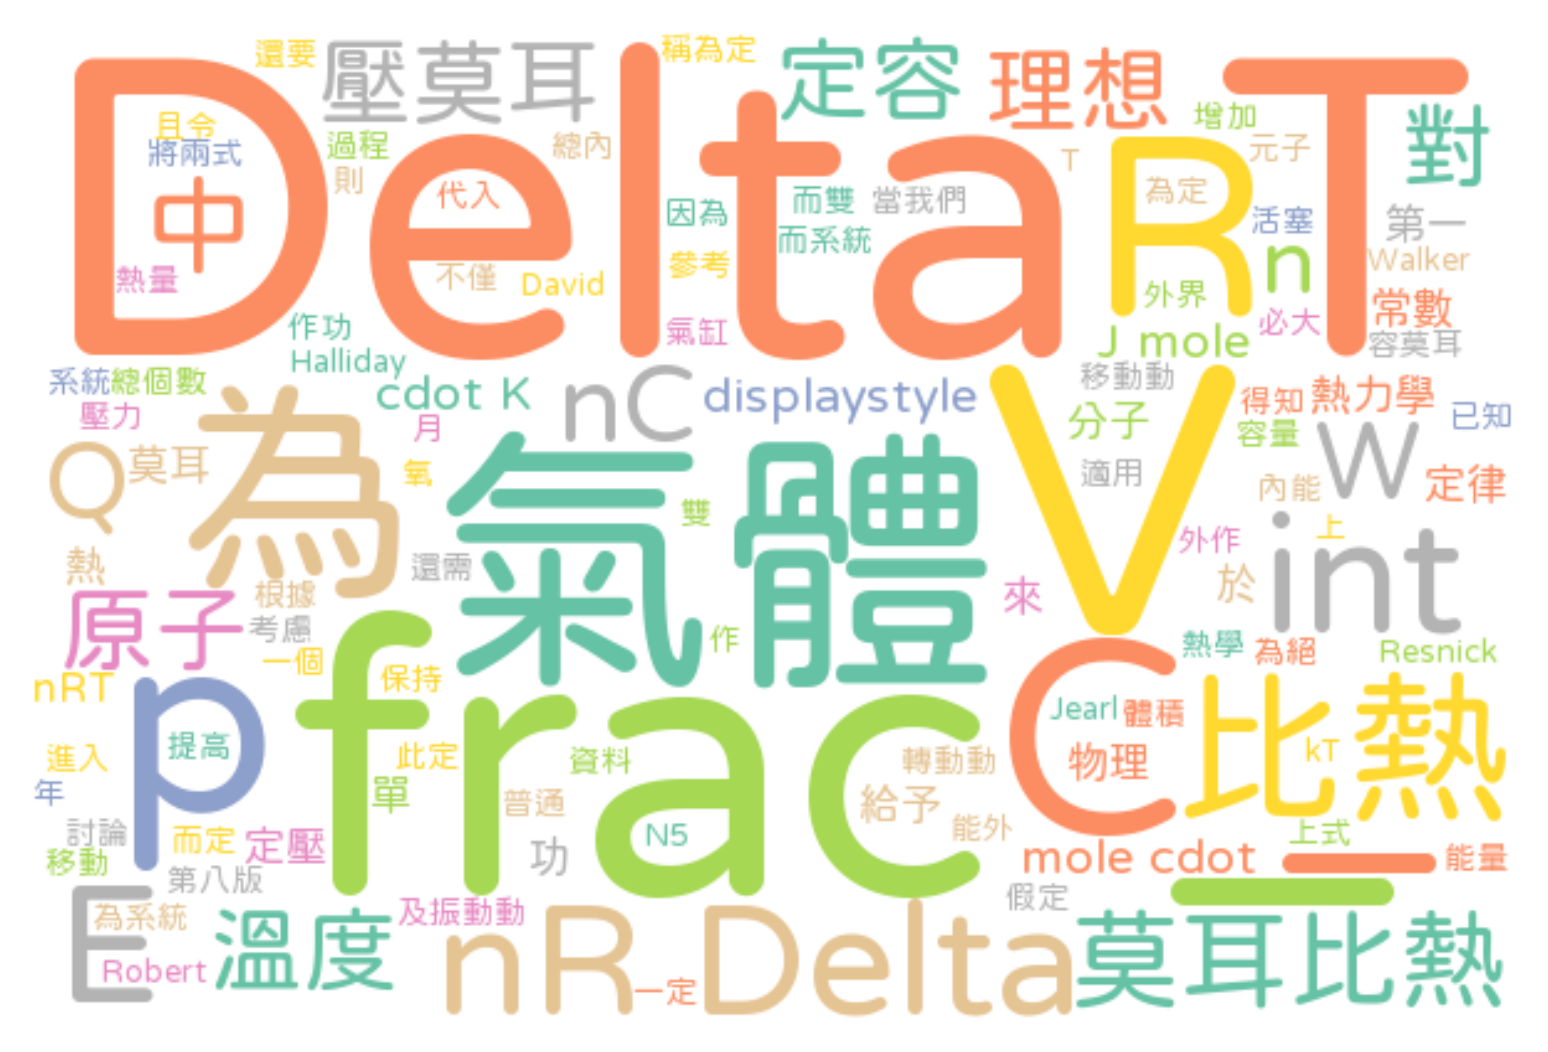 還要
壓莫耳
稱為定
定容
理想
Delta T
增加
對
且令
將兩式
過程
則
總內
T
R
元子
中
代入
因為
而雙
當我們
為定
活塞
第一
而系統
熱量
不僅
David
參考
外界
n
Walker
作功
氣缸
必大
常數
Halliday
J mole
容莫耳
系統
總個數
壓力
cdot K
月
nC
displaystyle
移動動
分子
得知
熱力學
容量
已知
V
Q
莫耳
為
氧
氣體
雙
適用
W
定律
內能
上
熱
還需
外作
int
根據
來
於
原子
考慮
作
一個
熱學
為絕
Resnick
nRT
p
保持
frac
C
Jearl
體積
比熱
提高
進入
此定
資料
轉動動
物理
kT
年
單
普通
給予
討論
而定
定壓
N5
能外
上式
移動
第八版
功
mole cdot
_
能量
E
為系統
及振動動
假定
_
Robert
溫度
nR Delta
一定
莫耳比熱